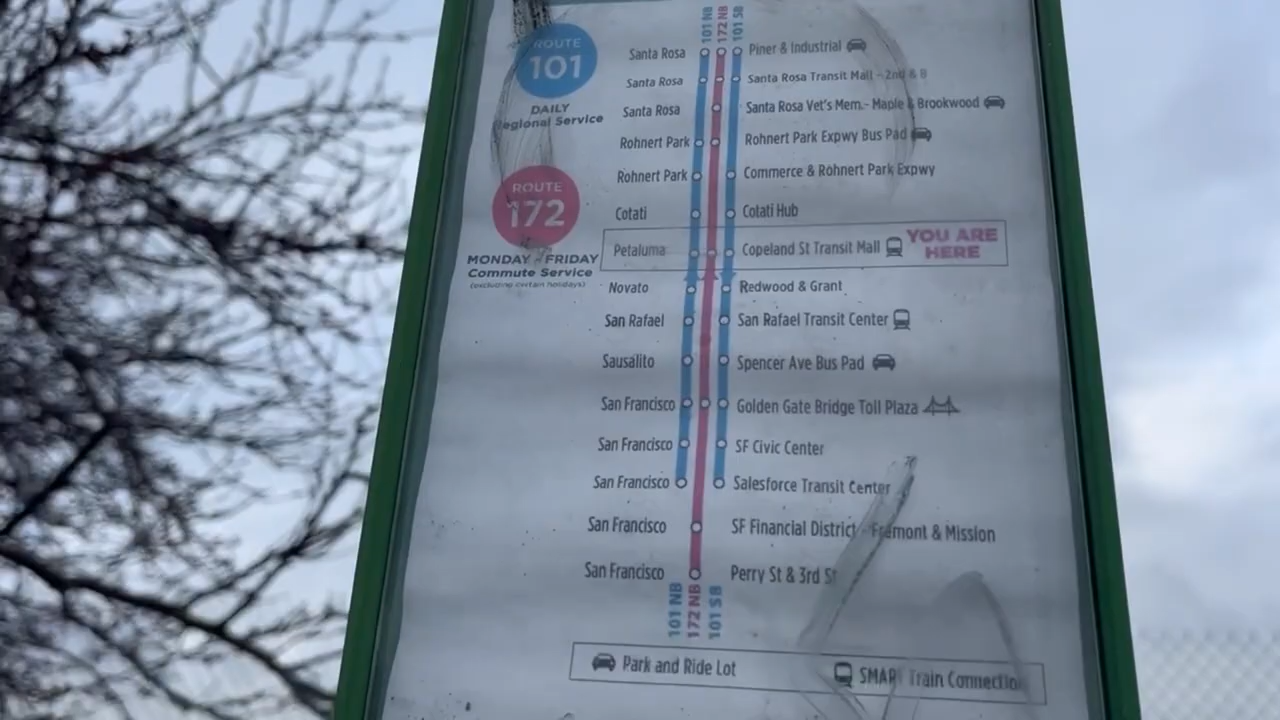 101 NB
172 NB
101 SB
ROUTE
101
DAILY
Regional Service
ROUTE
172
MONDAY - FRIDAY
Commute Service
(excluding certain holidays)
Santa Rosa Piner & Industrial
Santa Rosa Santa Rosa Transit Mall - 2nd & B
Santa Rosa Santa Rosa Vet's Mem.- Maple & Brookwood
Rohnert Park Rohnert Park Expwy Bus Pad
Rohnert Park Commerce & Rohnert Park Expwy
Cotati Cotati Hub
Petaluma Copeland St Transit Mall YOU ARE HERE
Novato Redwood & Grant
San Rafael San Rafael Transit Center
Sausalito Spencer Ave Bus Pad
San Francisco Golden Gate Bridge Toll Plaza
San Francisco SF Civic Center
San Francisco Salesforce Transit Center
San Francisco SF Financial District - Fremont & Mission
San Francisco Perry St & 3rd St
101 NB
172 NB
101 SB
Park and Ride Lot SMART Train Connection